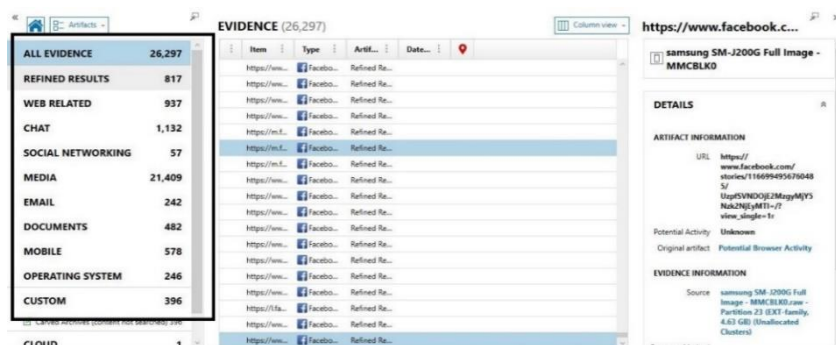 Artifacts
ALL EVIDENCE 26,297
REFINED RESULTS 817
WEB RELATED 937
CHAT 1,132
SOCIAL NETWORKING 57
MEDIA 21,409
EMAIL 242
DOCUMENTS 482
MOBILE 578
OPERATING SYSTEM 246
CUSTOM 396
Carved Archives (content not searched) 396
CLOUD 1
EVIDENCE (26,297)
Column view
Item Type Artif... Date...
https://ww... Facebo... Refined Re...
https://ww... Facebo... Refined Re...
https://ww... Facebo... Refined Re...
https://m.f... Facebo... Refined Re...
https://m.f... Facebo... Refined Re...
https://m.f... Facebo... Refined Re...
https://ww... Facebo... Refined Re...
https://ww... Facebo... Refined Re...
https://ww... Facebo... Refined Re...
https://ww... Facebo... Refined Re...
https://ww... Facebo... Refined Re...
https://ww... Facebo... Refined Re...
https://ww... Facebo... Refined Re...
https://ww... Facebo... Refined Re...
https://l.fa... Facebo... Refined Re...
https://ww... Facebo... Refined Re...
https://ww... Facebo... Refined Re...
https://www.facebook.c...
samsung SM-J200G Full Image -
MMCBLK0
DETAILS
ARTIFACT INFORMATION
URL https://
www.facebook.com/
stories/116699495676048
5/
view_single=1r
Potential Activity Unknown
Original artifact Potential Browser Activity
EVIDENCE INFORMATION
Source samsung SM-J200G Full
Image - MMCBLK0.raw -
Partition 23 (EXT-family,
4.63 GB) (Unallocated
Clusters)